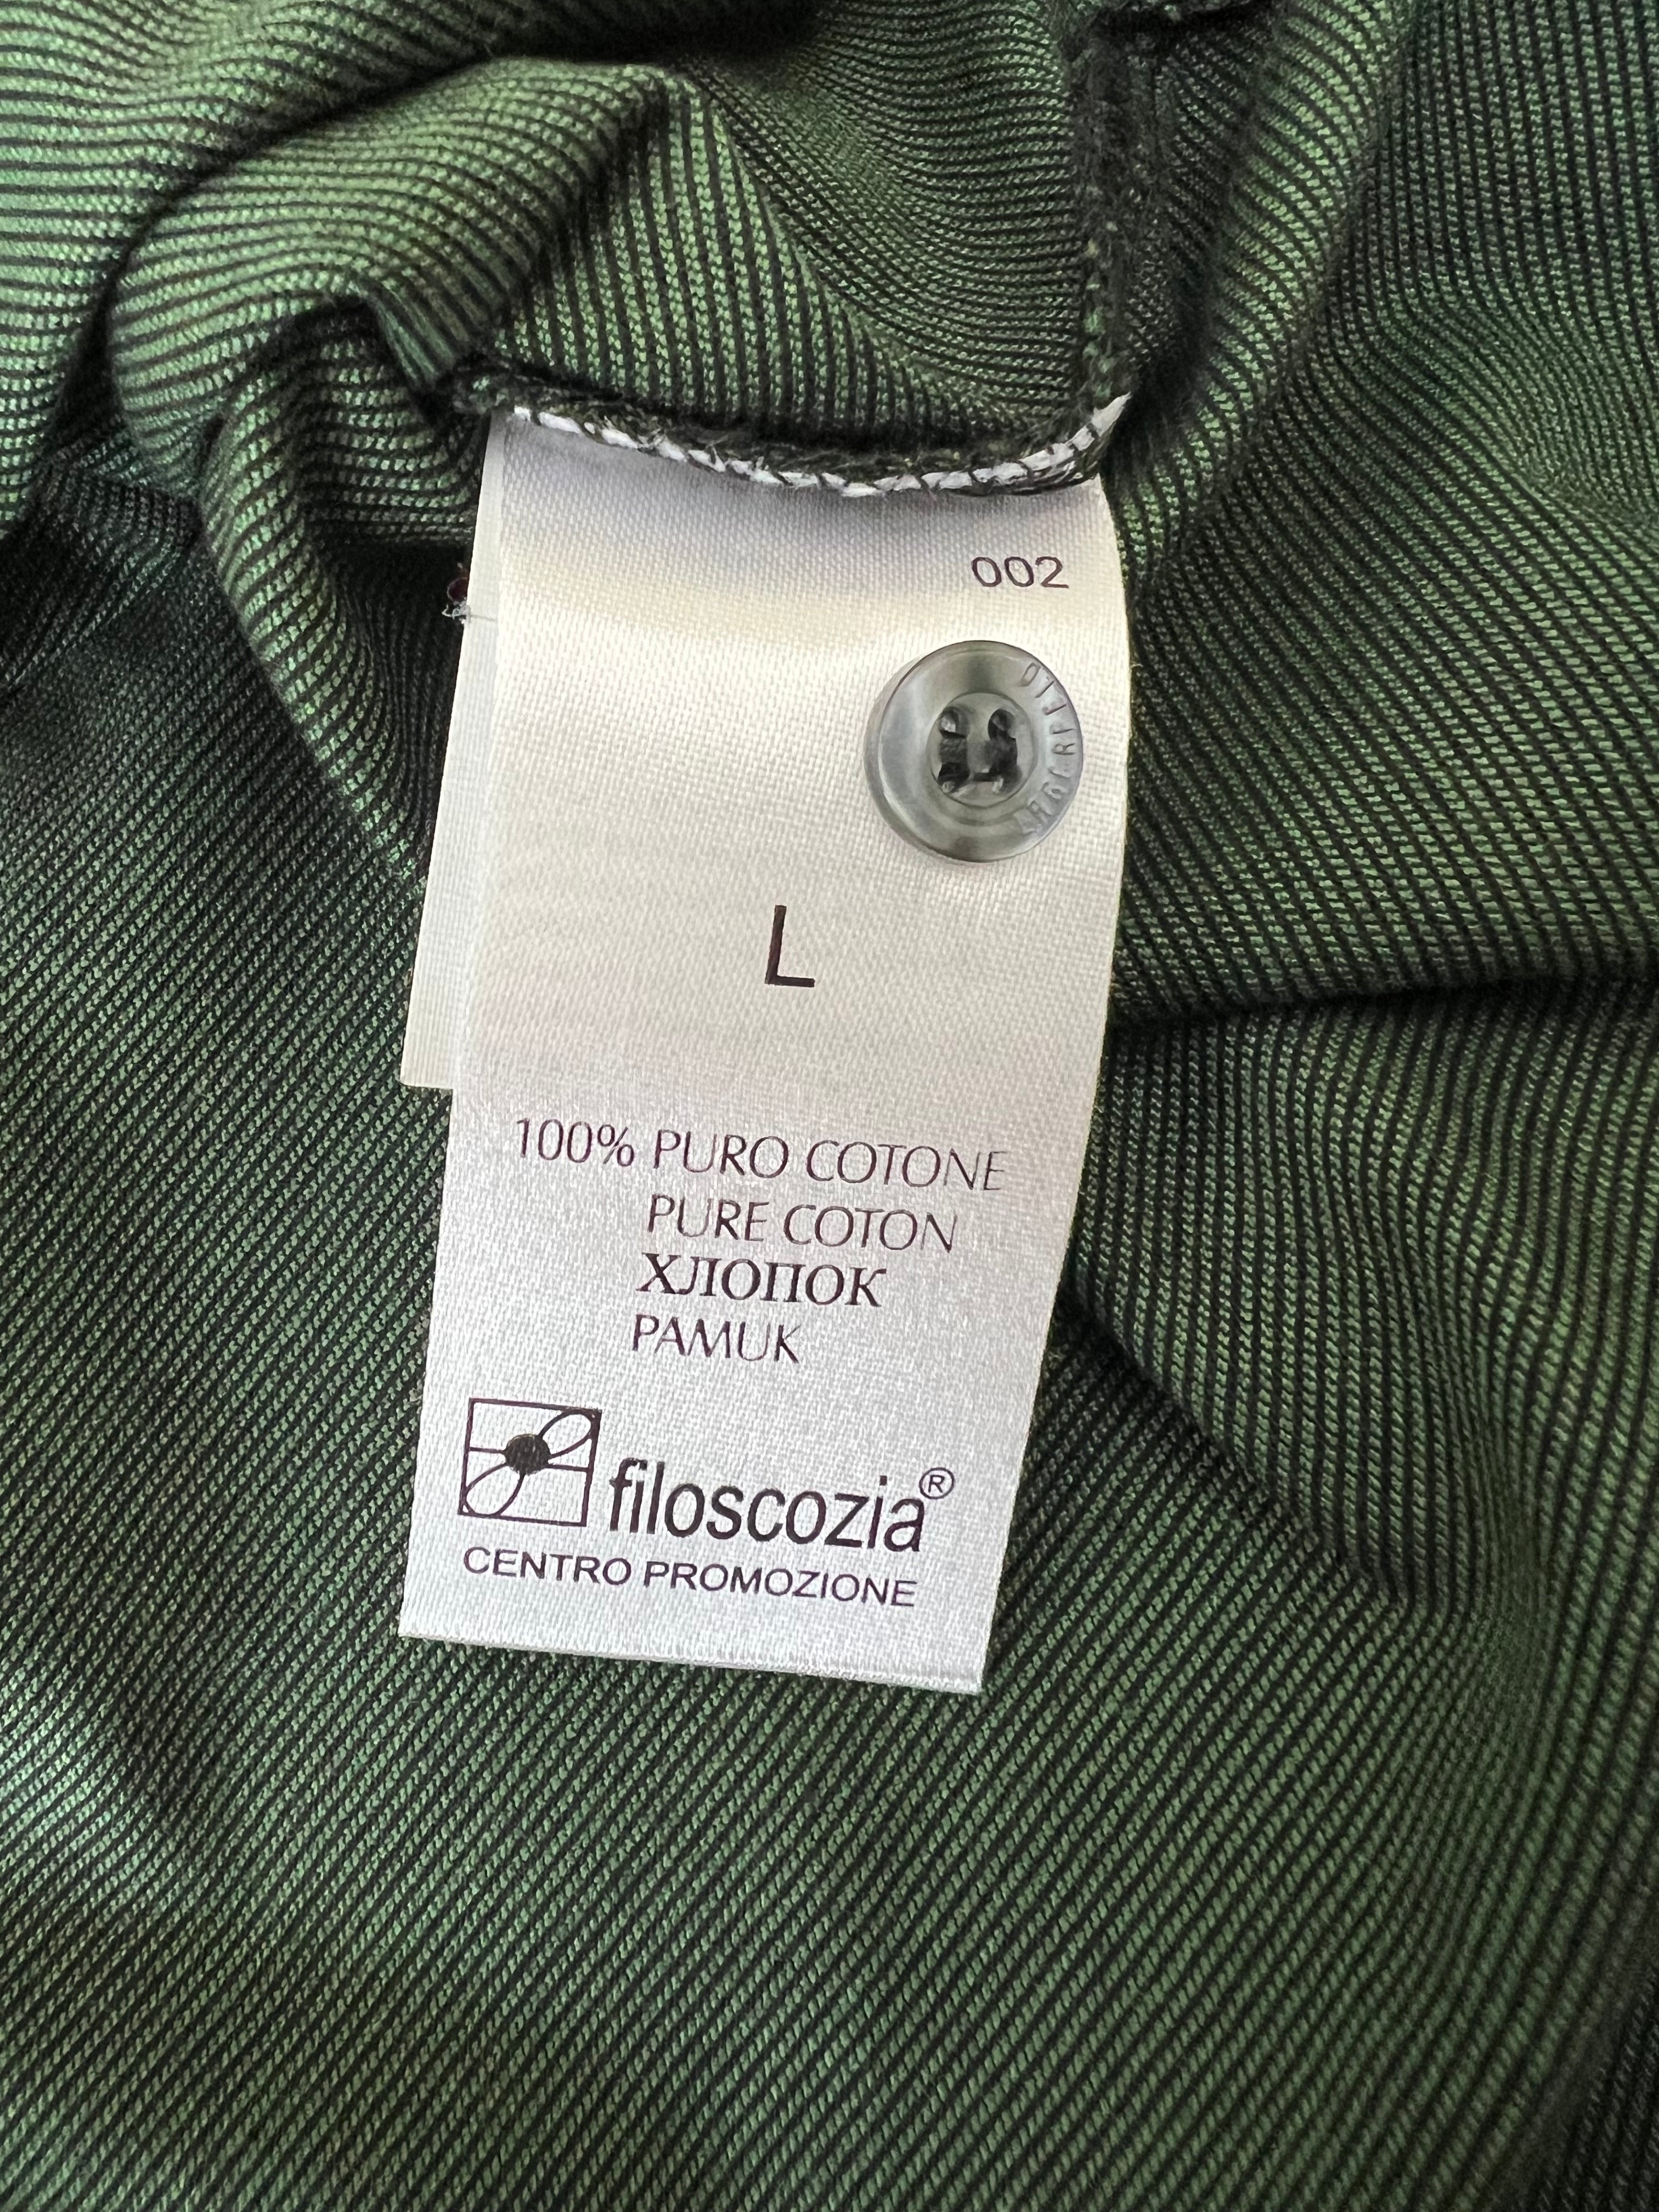 002
L
100% PURO COTONE
PURE COTON
ХЛОПОК
PAMUK
filoscozia®
CENTRO PROMOZIONE